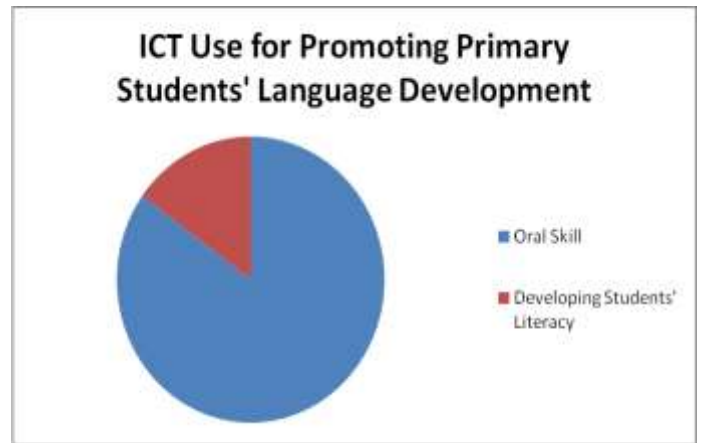 ICT Use for Promoting Primary
Students' Language Development
Oral Skill
Developing Students'
Literacy